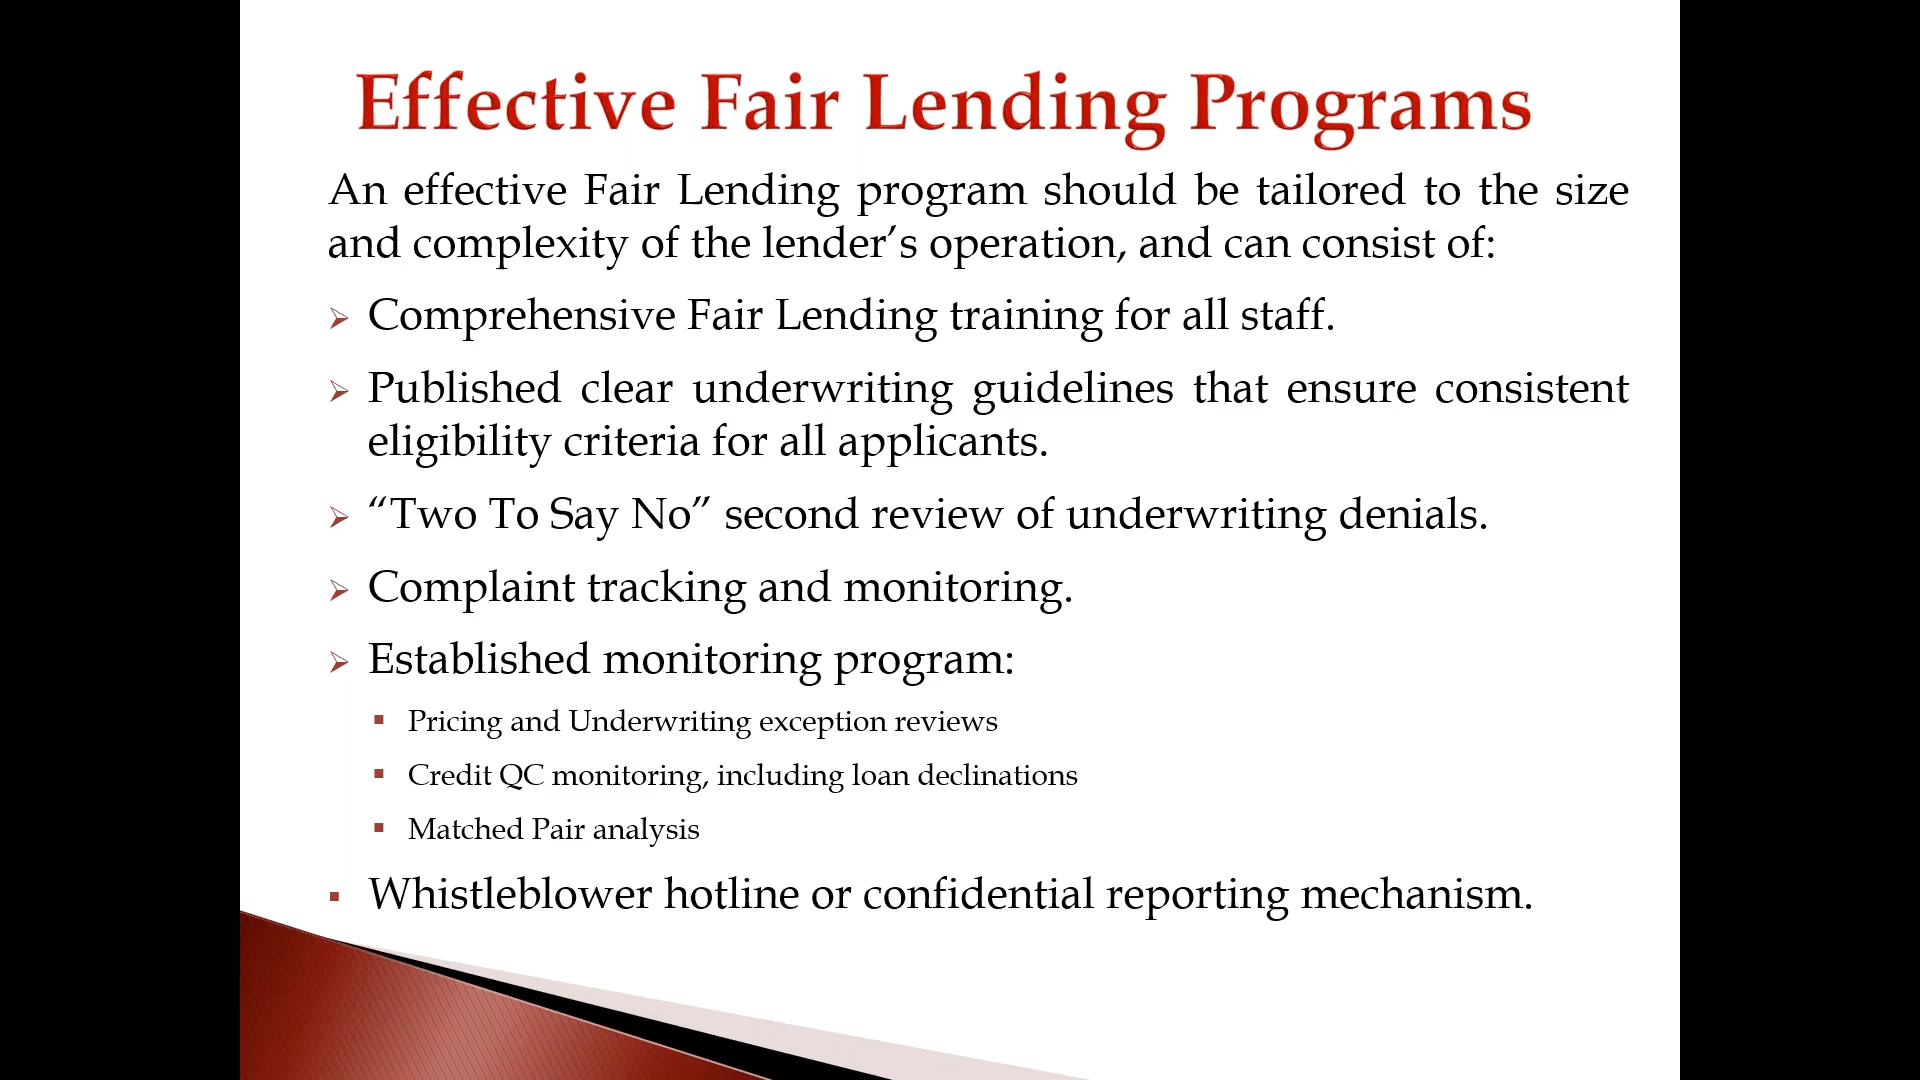 Effective Fair Lending Programs
An effective Fair Lending program should be tailored to the size
and complexity of the lender’s operation, and can consist of:
Comprehensive Fair Lending training for all staff.
Published clear underwriting guidelines that ensure consistent
eligibility criteria for all applicants.
“Two To Say No” second review of underwriting denials.
Complaint tracking and monitoring.
Established monitoring program:
Pricing and Underwriting exception reviews
Credit QC monitoring, including loan declinations
Matched Pair analysis
Whistleblower hotline or confidential reporting mechanism.